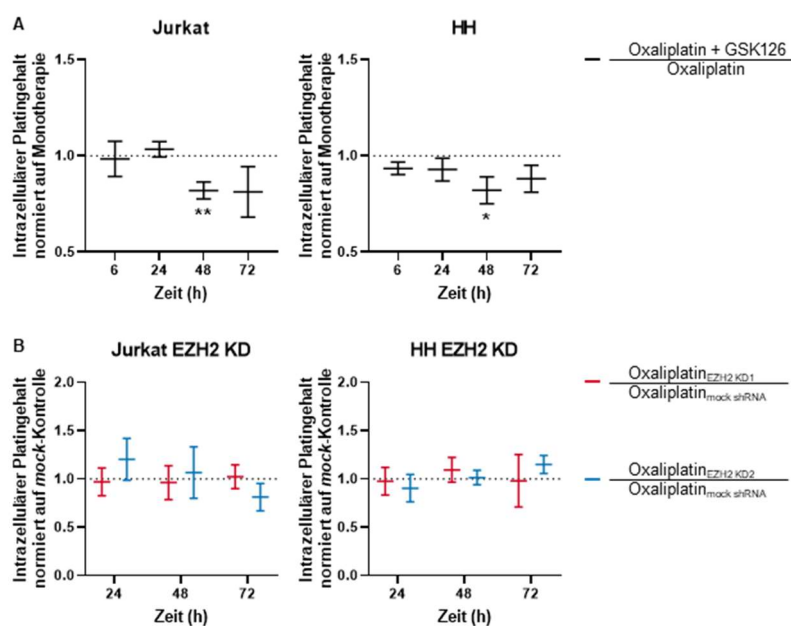 A
Jurkat
HH
Intrazellulärer Platingehalt
normiert auf Monotherapie
1.5
1.0
0.5
**
6 24 48 72
Zeit (h)
Intrazellulärer Platingehalt
normiert auf Monotherapie
1.5
1.0
0.5
*
6 24 48 72
Zeit (h)
Oxaliplatin + GSK126
Oxaliplatin
B
Jurkat EZH2 KD
HH EZH2 KD
Intrazellulärer Platingehalt
normiert auf mock-Kontrolle
2.0
1.5
1.0
0.5
0.0
24 48 72
Zeit (h)
Intrazellulärer Platingehalt
normiert auf mock-Kontrolle
2.0
1.5
1.0
0.5
0.0
24 48 72
Zeit (h)
Oxaliplatin EZH2 KD1
Oxaliplatin mock shRNA
Oxaliplatin EZH2 KD2
Oxaliplatin mock shRNA